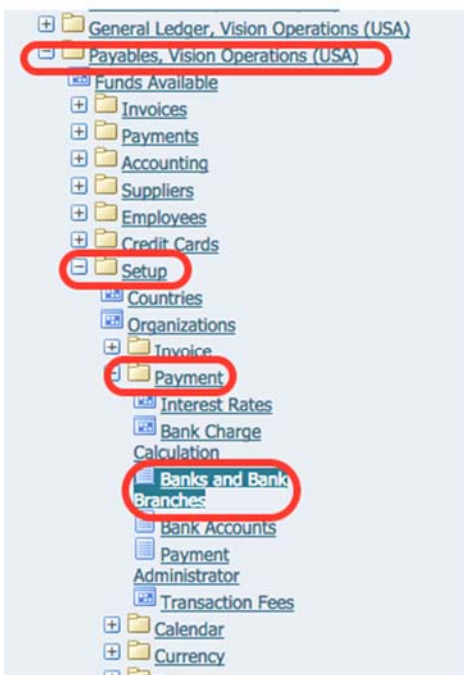 General Ledger, Vision Operations (USA)
Payables, Vision Operations (USA)
Funds Available
Invoices
Payments
Accounting
Suppliers
Employees
Credit Cards
Setup
Countries
Organizations
Invoice
Payment
Interest Rates
Bank Charge
Calculation
Banks and Bank
Branches
Bank Accounts
Payment
Administrator
Transaction Fees
Calendar
Currency